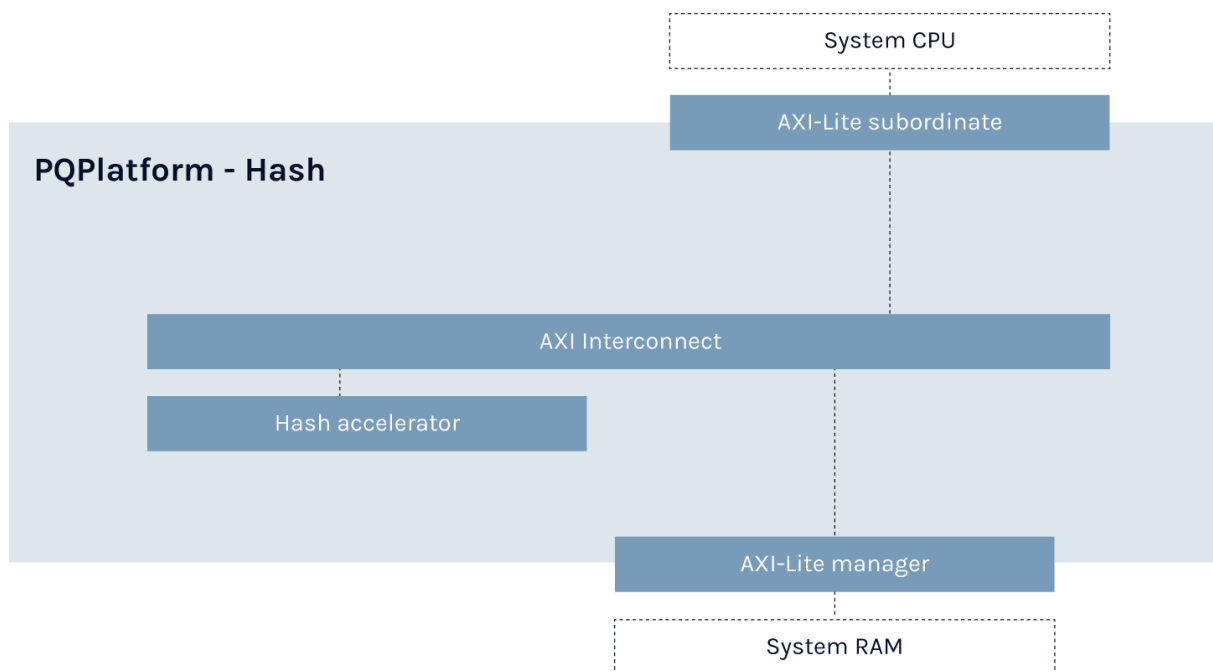 System CPU
AXI-Lite subordinate
PQPlatform - Hash
AXI Interconnect
Hash accelerator
AXI-Lite manager
System RAM